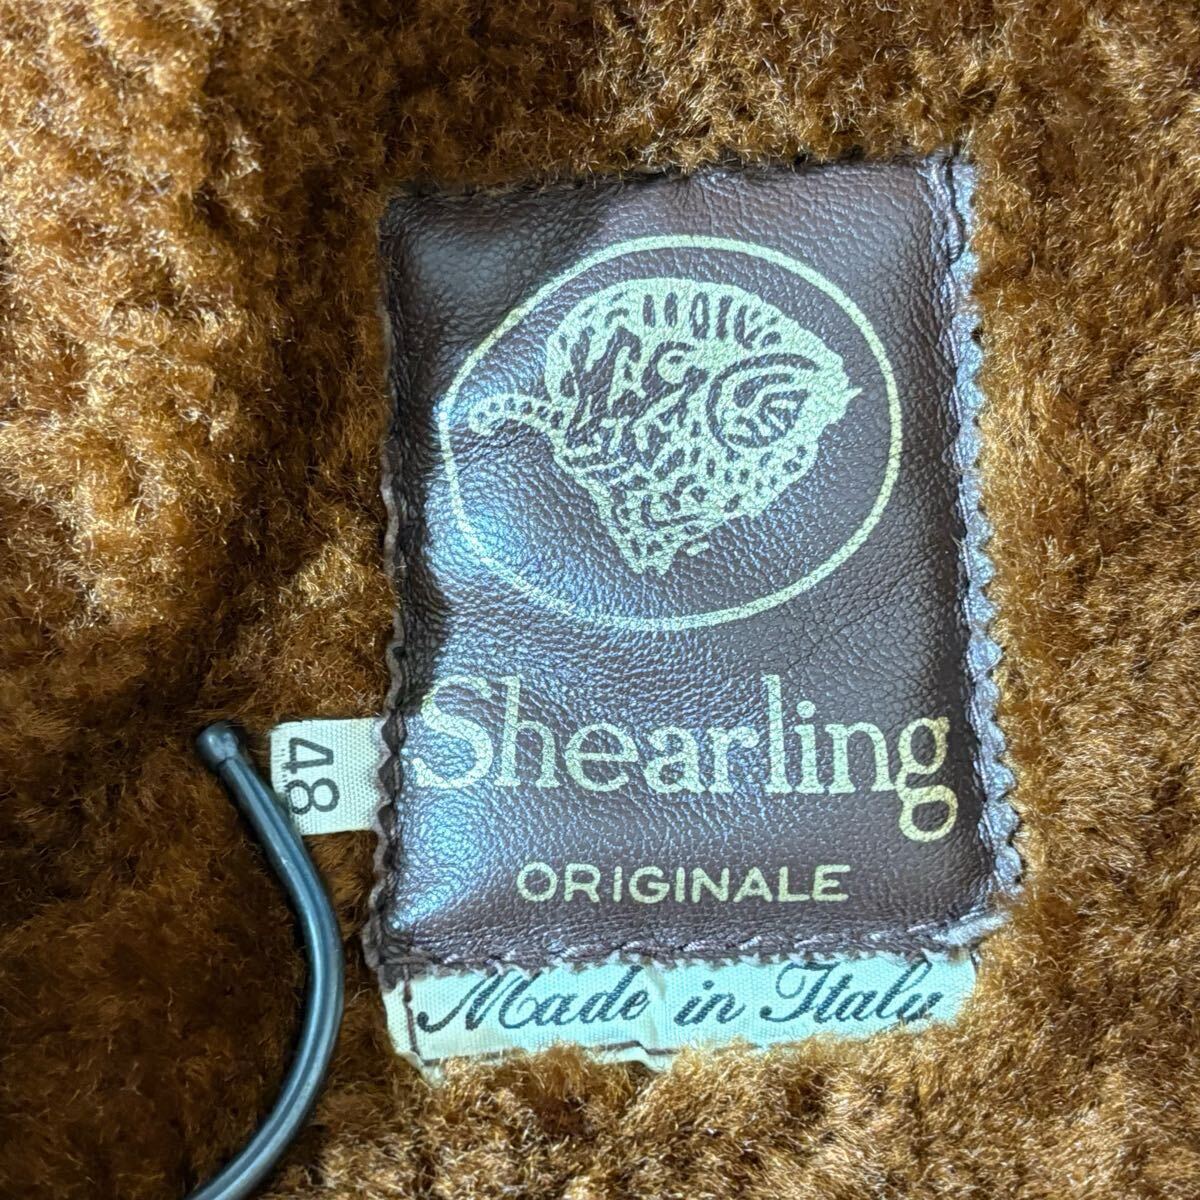 Shearling
ORIGINALE
48
Made in Italy